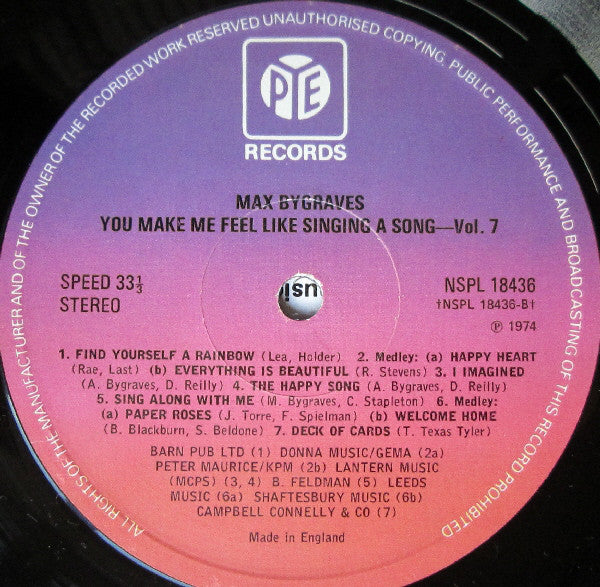 ALL RIGHTS OF THE MANUFACTURER AND OF THE OWNER OF THE RECORDED WORK RESERVED UNAUTHORISED COPYING, PUBLIC PERFORMANCE AND BROADCASTING OF THIS RECORD PROHIBITED
PYE
RECORDS
MAX BYGRAVES
YOU MAKE ME FEEL LIKE SINGING A SONG—Vol. 7
SPEED 33⅓
STEREO
NSPL 18436
†NSPL 18436-B†
℗ 1974
1. FIND YOURSELF A RAINBOW (Lea, Holder) 2. Medley: (a) HAPPY HEART
(Rae, Last) (b) EVERYTHING IS BEAUTIFUL (R. Stevens) 3. I IMAGINED
(A. Bygraves, D. Reilly) 4. THE HAPPY SONG (A. Bygraves, D. Reilly)
5. SING ALONG WITH ME (M. Bygraves, C. Stapleton) 6. Medley:
(a) PAPER ROSES (J. Torre, F. Spielman) (b) WELCOME HOME
(B. Blackburn, S. Beldone) 7. DECK OF CARDS (T. Texas Tyler)
BARN PUB LTD (1) DONNA MUSIC/GEMA (2a)
PETER MAURICE/KPM (2b) LANTERN MUSIC
(MCPS) (3, 4) B. FELDMAN (5) LEEDS
MUSIC (6a) SHAFTESBURY MUSIC (6b)
CAMPBELL CONNELLY & CO (7)
Made in England